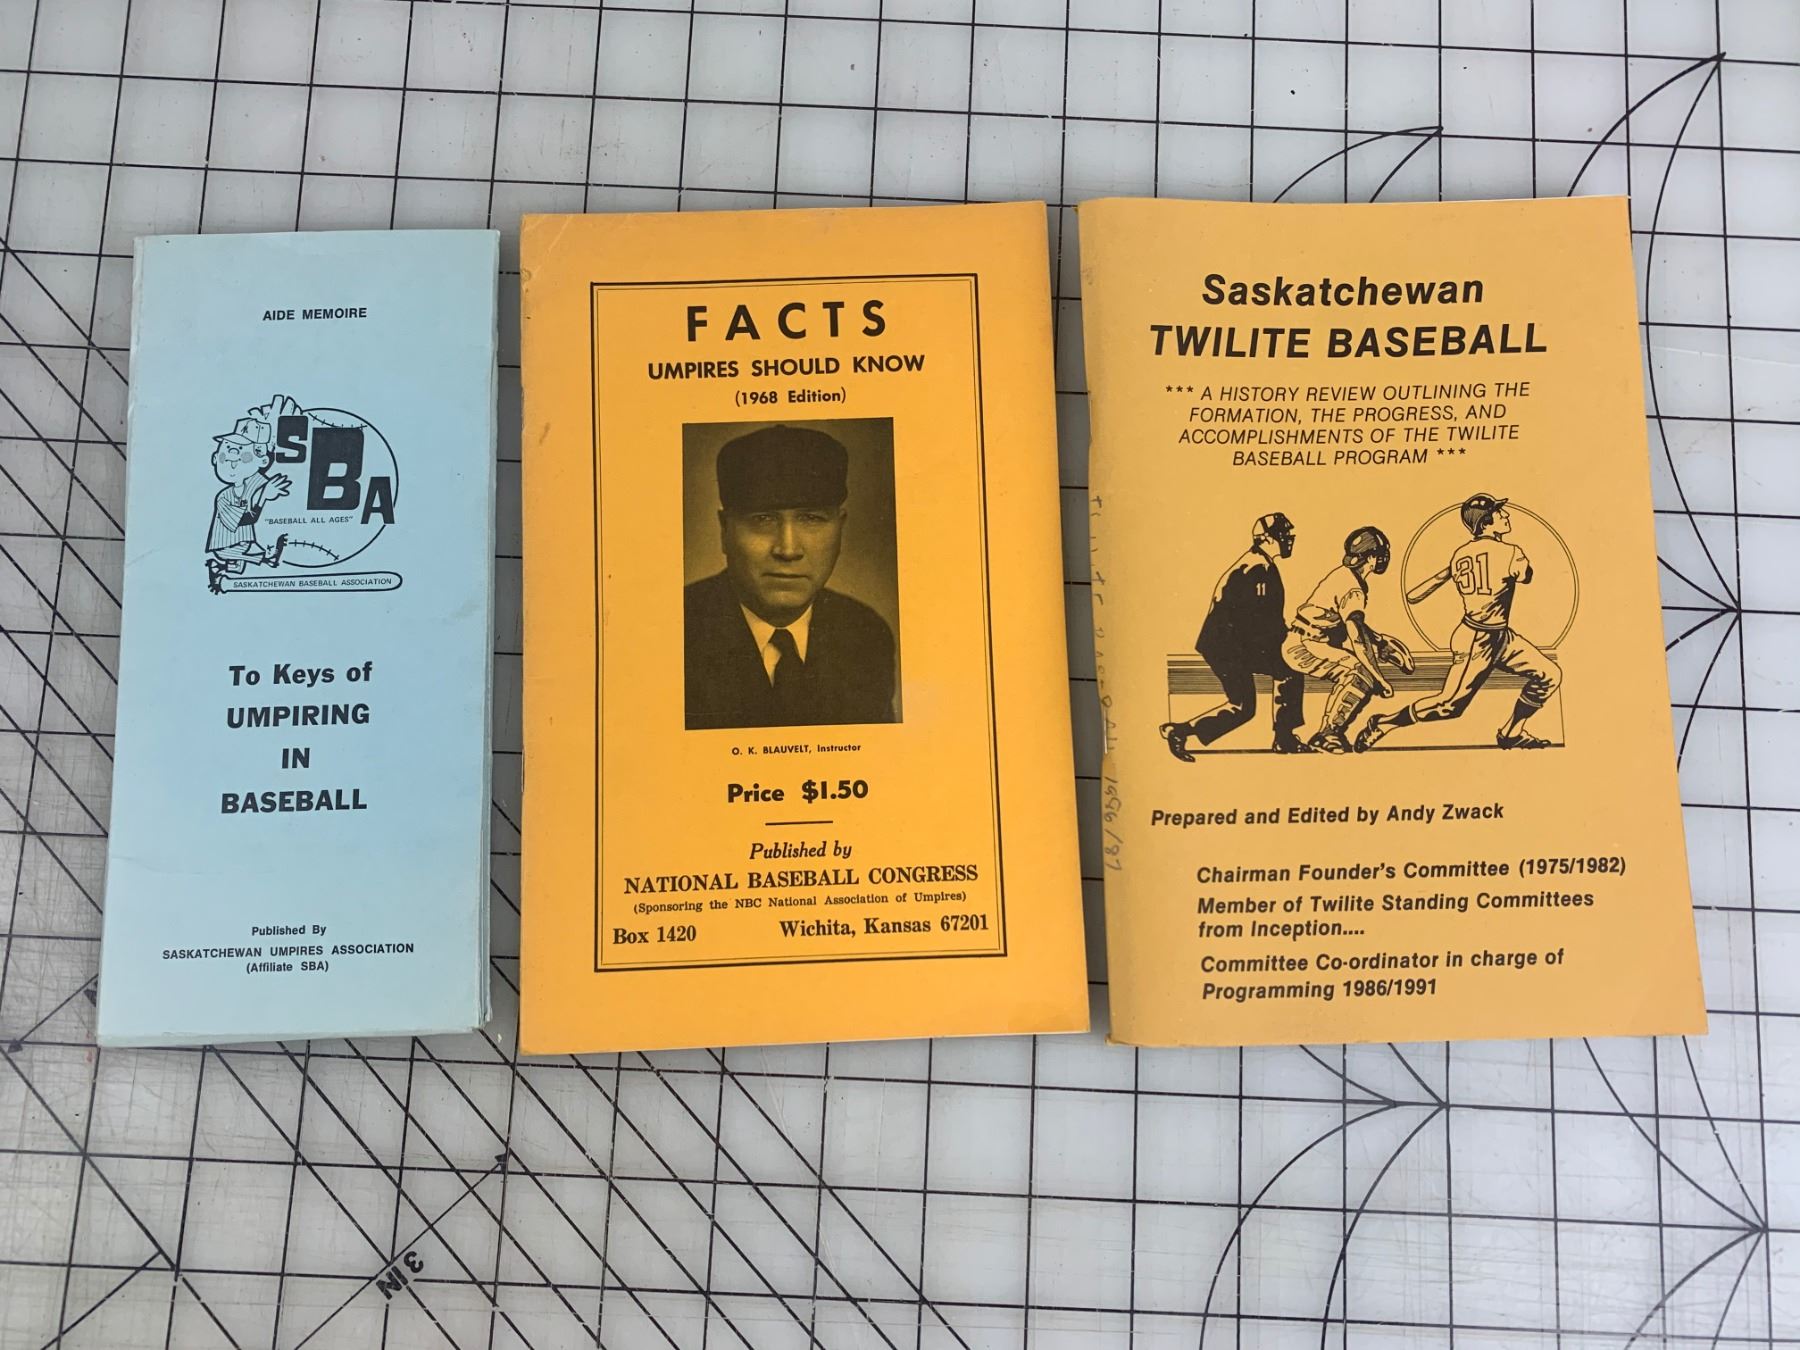 AIDE MEMOIRE
SBA
"BASEBALL ALL AGES"
SASKATCHEWAN BASEBALL ASSOCIATION
To Keys of
UMPIRING
IN
BASEBALL
Published By
SASKATCHEWAN UMPIRES ASSOCIATION
(Affiliate SBA)
FACTS
UMPIRES SHOULD KNOW
(1968 Edition)
O. K. BLAUVELT, Instructor
Price $1.50
Published by
NATIONAL BASEBALL CONGRESS
(Sponsoring the NBC National Association of Umpires)
Box 1420 Wichita, Kansas 67201
Saskatchewan
TWILITE BASEBALL
*** A HISTORY REVIEW OUTLINING THE
FORMATION, THE PROGRESS, AND
ACCOMPLISHMENTS OF THE TWILITE
BASEBALL PROGRAM ***
11
31
Prepared and Edited by Andy Zwack
Chairman Founder's Committee (1975/1982)
Member of Twilite Standing Committees
from Inception....
Committee Co-ordinator in charge of
Programming 1986/1991
3 IN